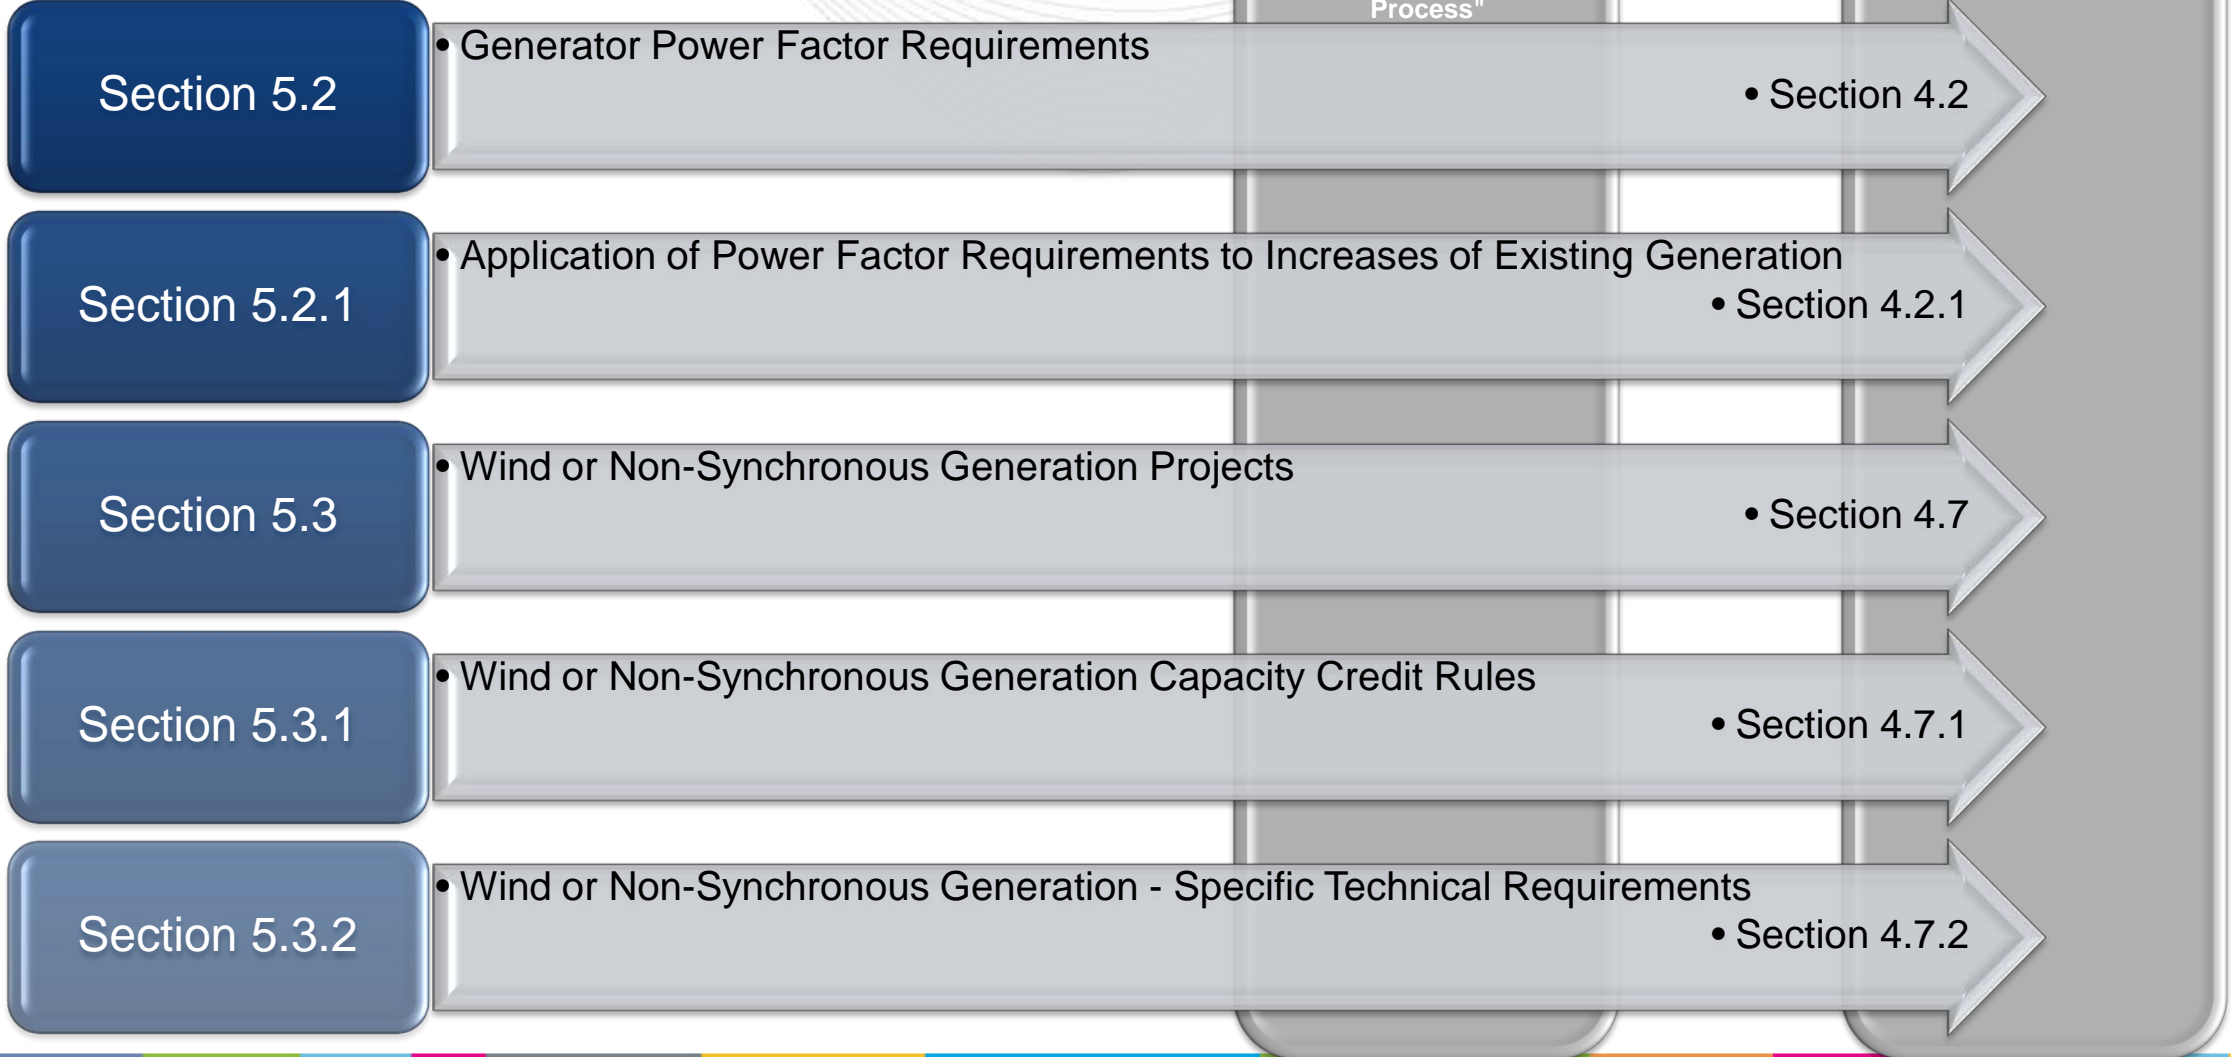 Process"
Section 5.2
• Generator Power Factor Requirements
• Section 4.2
Section 5.2.1
• Application of Power Factor Requirements to Increases of Existing Generation
• Section 4.2.1
Section 5.3
• Wind or Non-Synchronous Generation Projects
• Section 4.7
Section 5.3.1
• Wind or Non-Synchronous Generation Capacity Credit Rules
• Section 4.7.1
Section 5.3.2
• Wind or Non-Synchronous Generation - Specific Technical Requirements
• Section 4.7.2